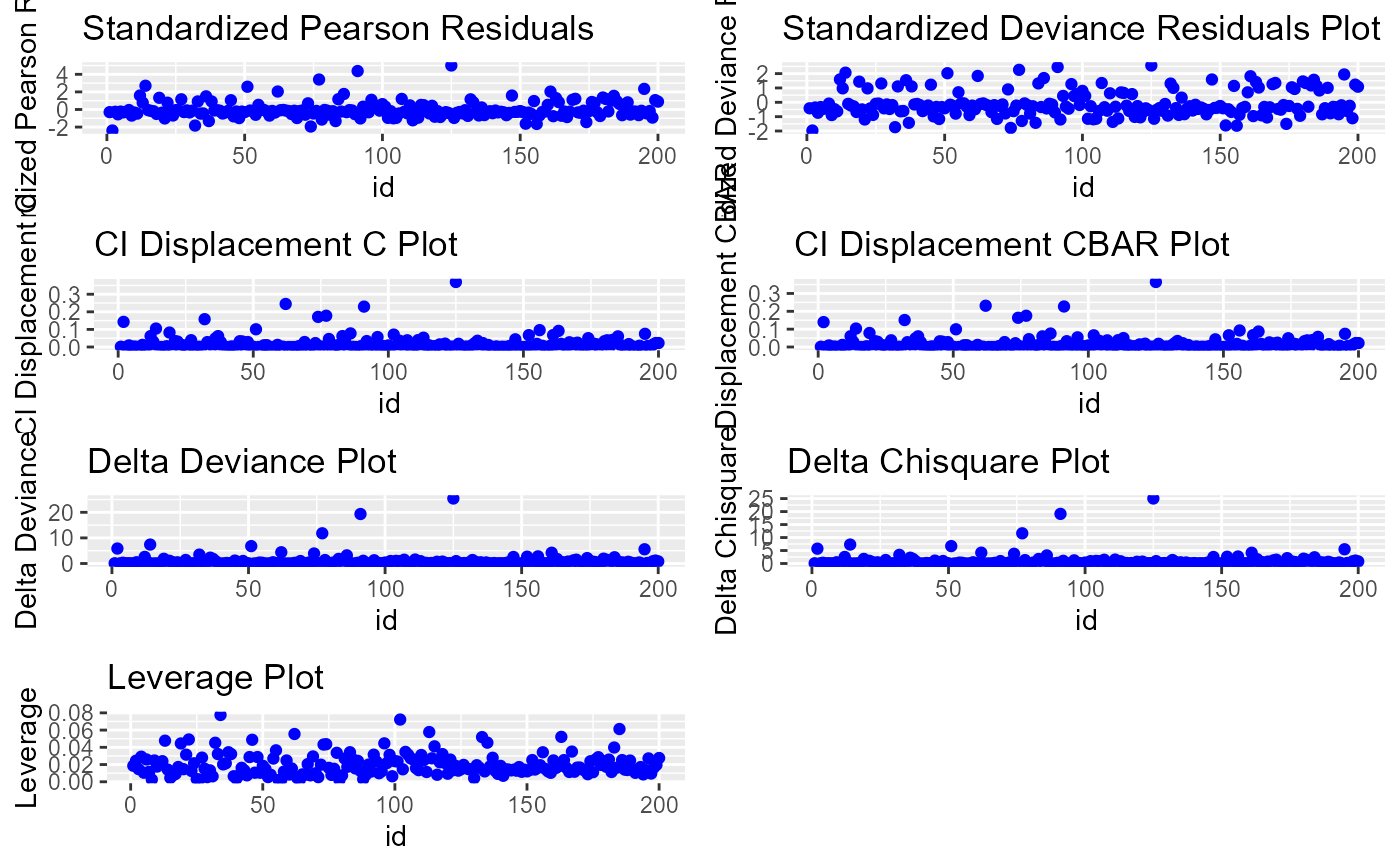 Standardized Pearson Residuals
4
2
0
-2
0 50 100 150 200
id
Standardized Deviance Residuals Plot
2
1
0
-1
-2
0 50 100 150 200
id
CI Displacement C Plot
CI Displacement
0.3
0.2
0.1
0.0
0 50 100 150 200
id
CI Displacement CBAR Plot
Displacement CBAR
0.3
0.2
0.1
0.0
0 50 100 150 200
id
Delta Deviance Plot
Delta Deviance
20
10
0
0 50 100 150 200
id
Delta Chisquare Plot
Delta Chisquare
25
20
15
10
5
0
0 50 100 150 200
id
Leverage Plot
Leverage
0.08
0.06
0.04
0.02
0.00
0 50 100 150 200
id